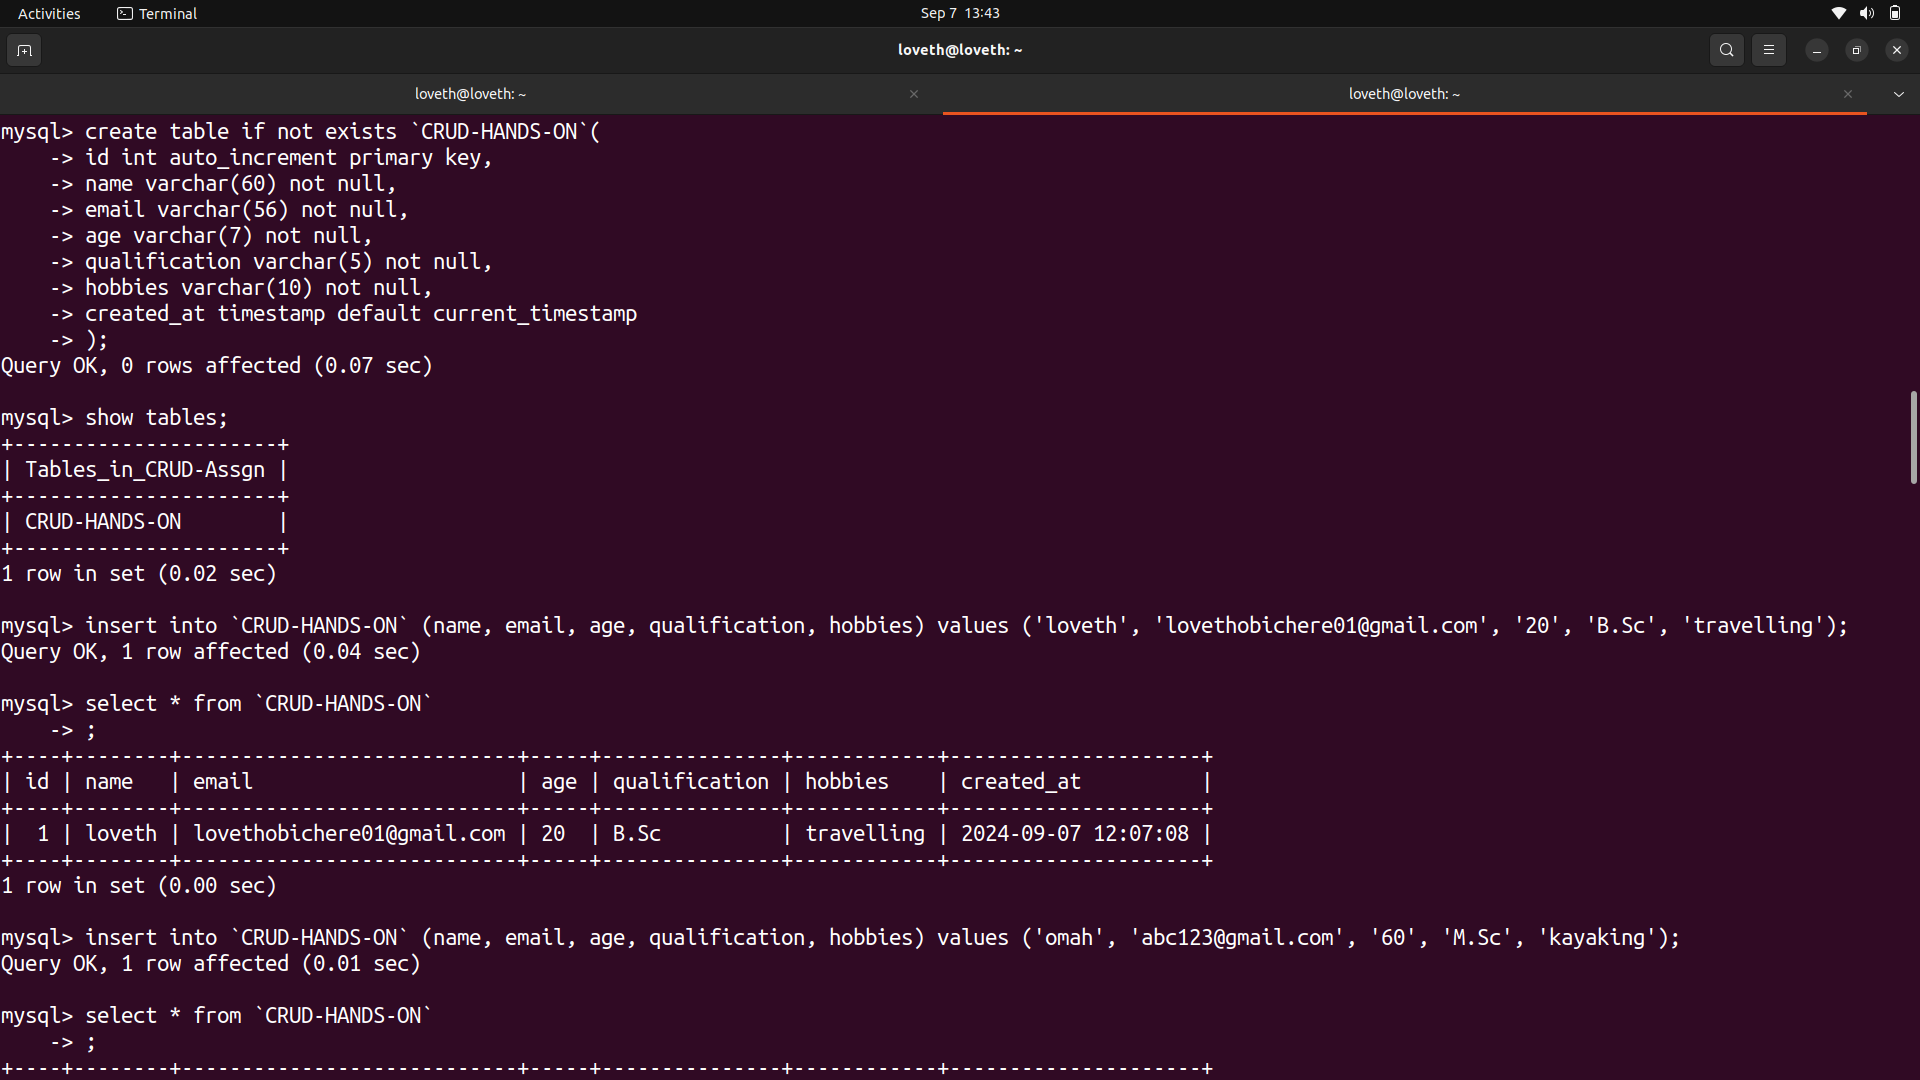 Activities Terminal Sep 7 13:43
loveth@loveth: ~
loveth@loveth: ~ loveth@loveth: ~
mysql> create table if not exists `CRUD-HANDS-ON`(
    -> id int auto_increment primary key,
    -> name varchar(60) not null,
    -> email varchar(56) not null,
    -> age varchar(7) not null,
    -> qualification varchar(5) not null,
    -> hobbies varchar(10) not null,
    -> created_at timestamp default current_timestamp
    -> );
Query OK, 0 rows affected (0.07 sec)

mysql> show tables;
+----------------------+
| Tables_in_CRUD-Assgn |
+----------------------+
| CRUD-HANDS-ON        |
+----------------------+
1 row in set (0.02 sec)

mysql> insert into `CRUD-HANDS-ON` (name, email, age, qualification, hobbies) values ('loveth', 'lovethobichere01@gmail.com', '20', 'B.Sc', 'travelling');
Query OK, 1 row affected (0.04 sec)

mysql> select * from `CRUD-HANDS-ON`
    -> ;
+----+--------+----------------------------+-----+---------------+------------+---------------------+
| id | name   | email                      | age | qualification | hobbies    | created_at          |
+----+--------+----------------------------+-----+---------------+------------+---------------------+
|  1 | loveth | lovethobichere01@gmail.com | 20  | B.Sc          | travelling | 2024-09-07 12:07:08 |
+----+--------+----------------------------+-----+---------------+------------+---------------------+
1 row in set (0.00 sec)

mysql> insert into `CRUD-HANDS-ON` (name, email, age, qualification, hobbies) values ('omah', 'abc123@gmail.com', '60', 'M.Sc', 'kayaking');
Query OK, 1 row affected (0.01 sec)

mysql> select * from `CRUD-HANDS-ON`
    -> ;
+----+--------+----------------------------+-----+---------------+------------+---------------------+